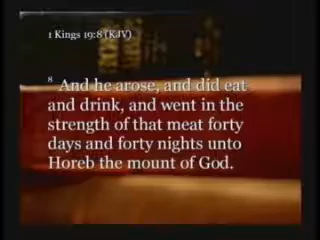 1 Kings 19:8 (KJV)
8 And he arose, and did eat
and drink, and went in the
strength of that meat forty
days and forty nights unto
Horeb the mount of God.